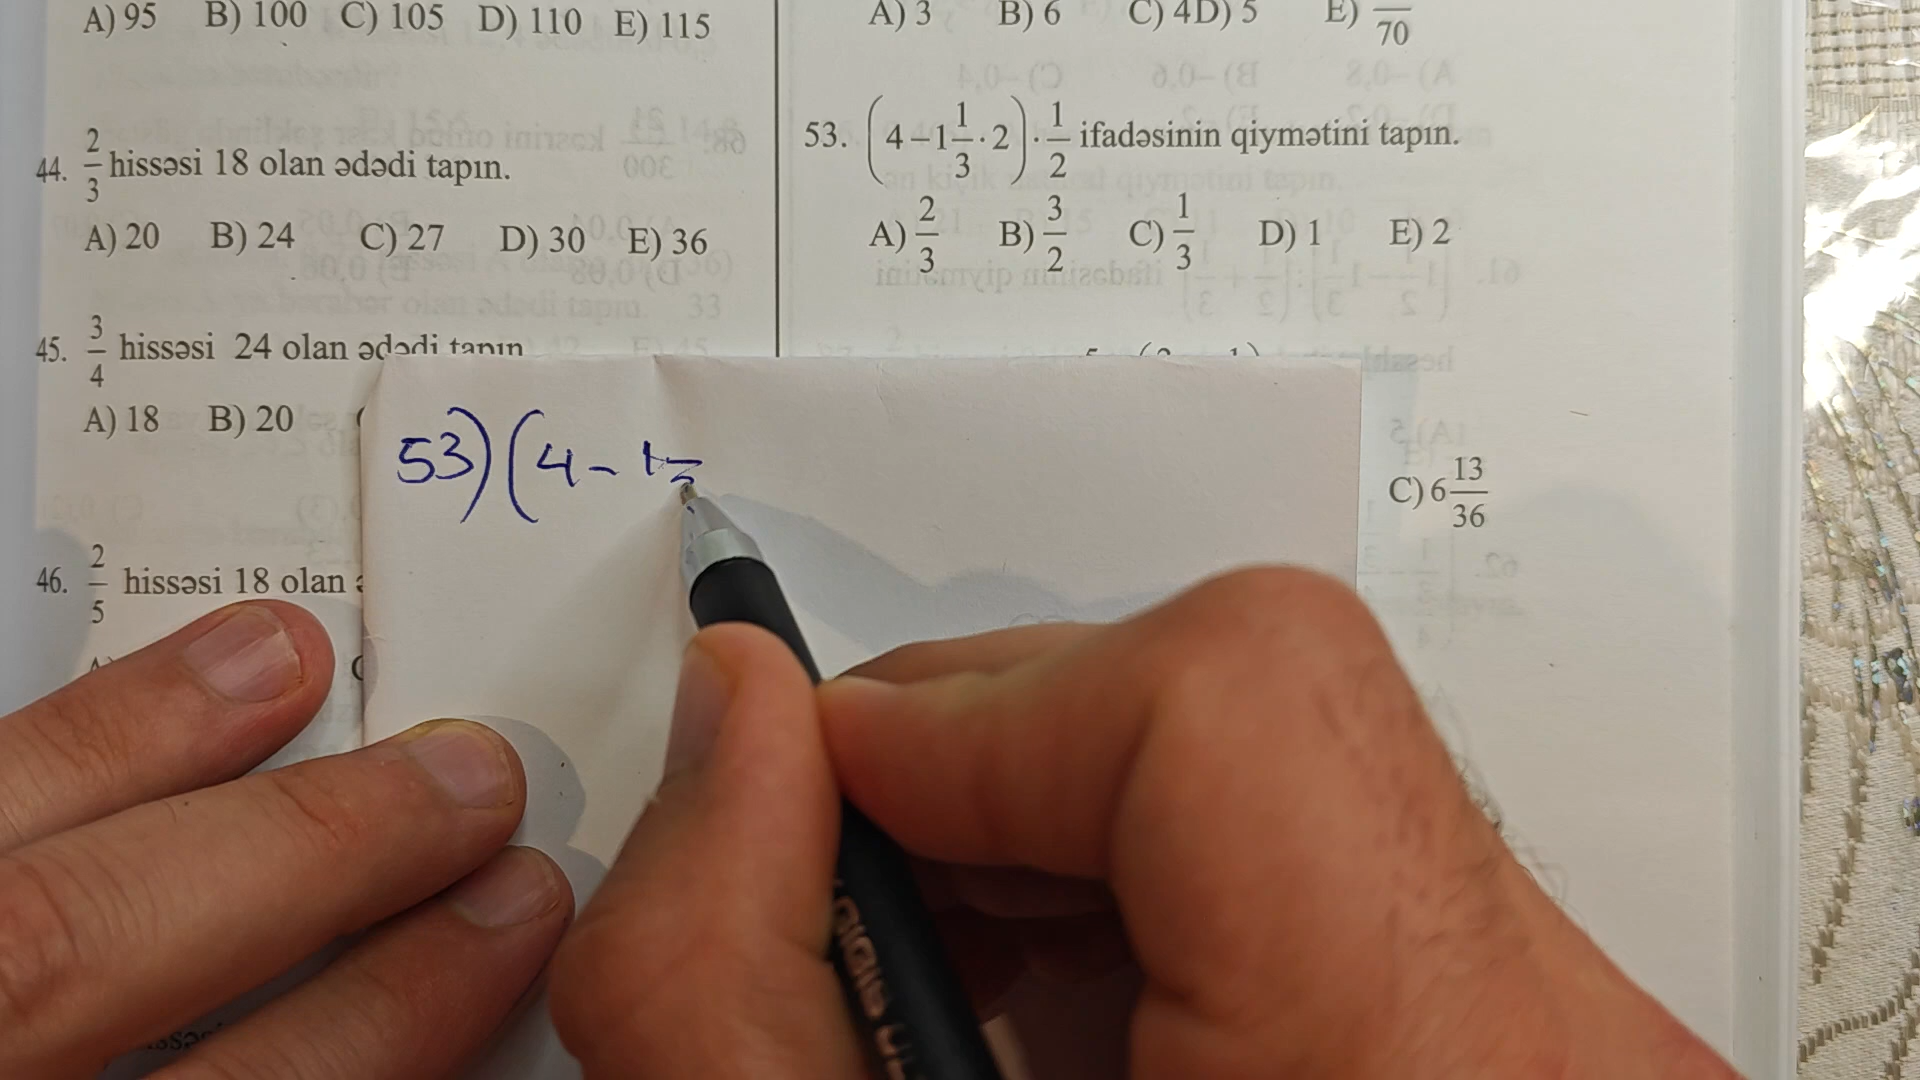 A) 95 B) 100 C) 105 D) 110 E) 115
44. 2/3 hissəsi 18 olan ədədi tapın.
A) 20 B) 24 C) 27 D) 30 E) 36
45. 3/4 hissəsi 24 olan ədədi tapın
A) 18 B) 20
46. 2/5 hissəsi 18 olan
A) 3 B) 6 C) 4 D) 5 E) /70
53. (4 – 1 1/3 · 2) · 1/2 ifadəsinin qiymətini tapın.
A) 2/3 B) 3/2 C) 1/3 D) 1 E) 2
C) 6 13/36
53) (4 – 1